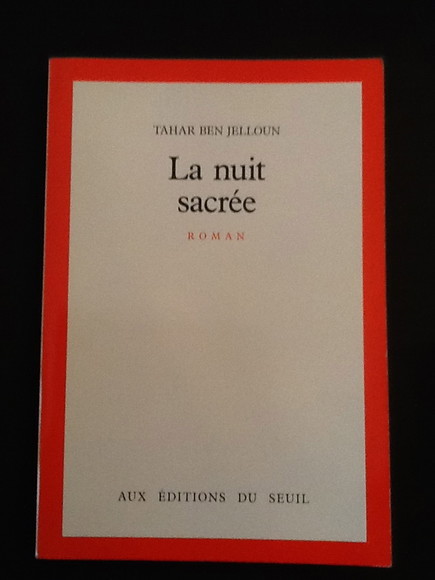 TAHAR BEN JELLOUN
La nuit
sacrée
ROMAN
AUX ÉDITIONS DU SEUIL